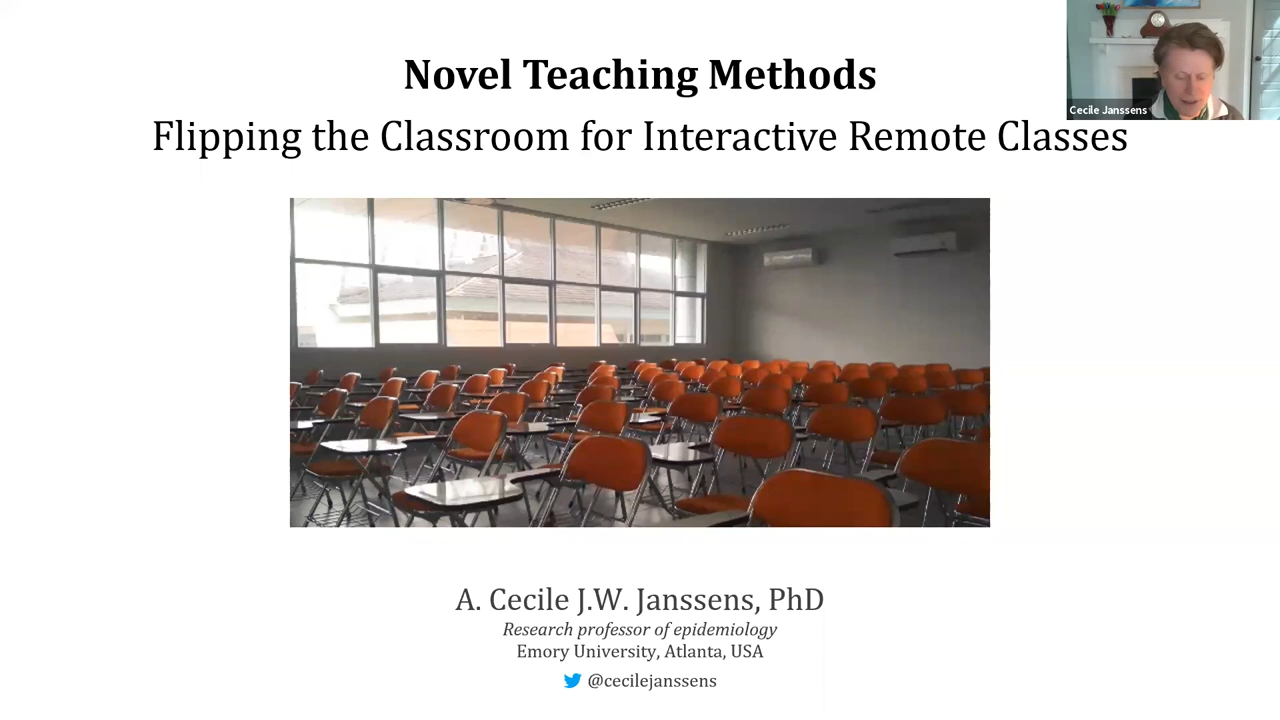 Novel Teaching Methods
Cecile Janssens
Flipping the Classroom for Interactive Remote Classes
A. Cecile J.W. Janssens, PhD
Research professor of epidemiology
Emory University, Atlanta, USA
@cecilejanssens